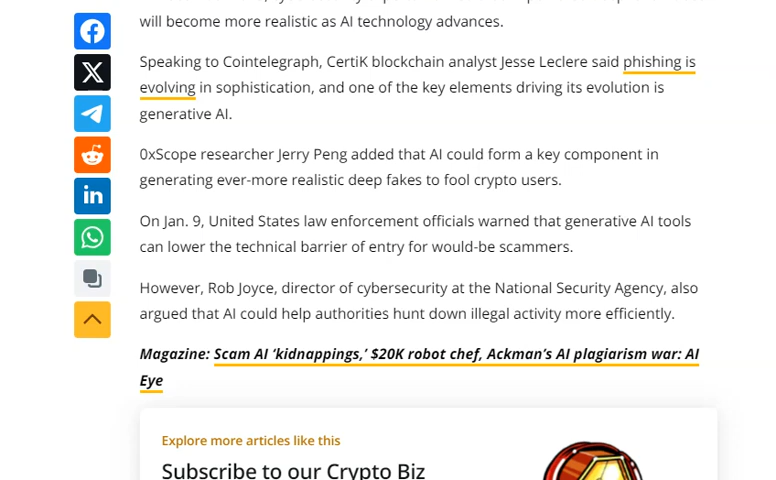 will become more realistic as AI technology advances.
Speaking to Cointelegraph, CertiK blockchain analyst Jesse Leclere said phishing is
evolving in sophistication, and one of the key elements driving its evolution is
generative AI.
0xScope researcher Jerry Peng added that AI could form a key component in
generating ever-more realistic deep fakes to fool crypto users.
On Jan. 9, United States law enforcement officials warned that generative AI tools
can lower the technical barrier of entry for would-be scammers.
However, Rob Joyce, director of cybersecurity at the National Security Agency, also
argued that AI could help authorities hunt down illegal activity more efficiently.
Magazine: Scam AI ‘kidnappings,’ $20K robot chef, Ackman’s AI plagiarism war: AI
Eye
Explore more articles like this
Subscribe to our Crypto Biz